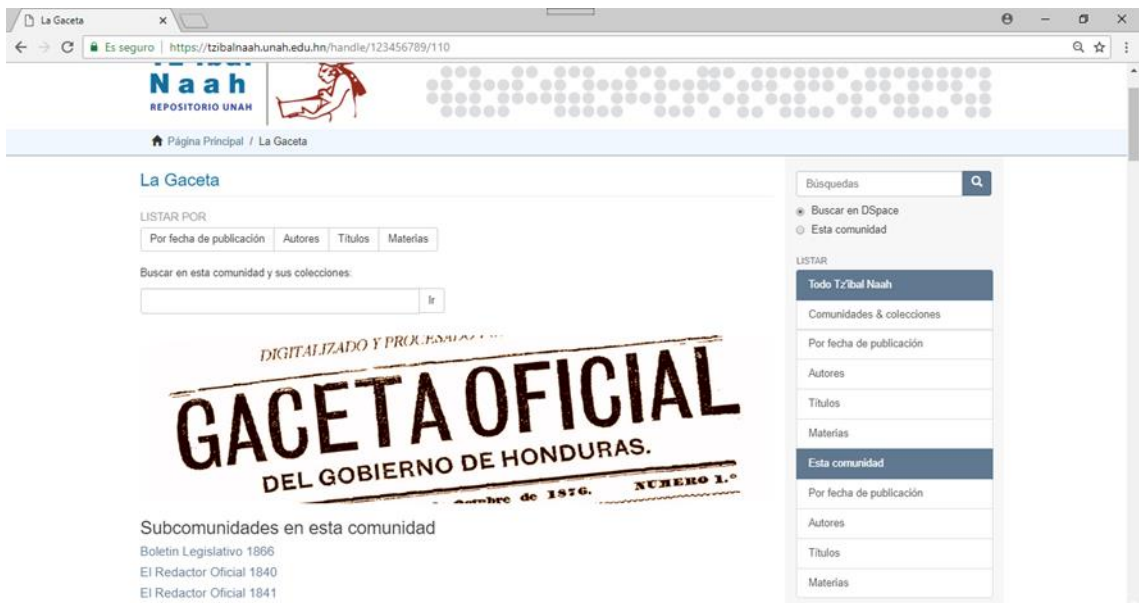 La Gaceta
Es seguro | https://tzibalnaah.unah.edu.hn/handle/123456789/110
Naah
REPOSITORIO UNAH
Página Principal / La Gaceta
La Gaceta
LISTAR POR
Por fecha de publicación Autores Títulos Materias
Buscar en esta comunidad y sus colecciones:
Ir
DIGITALIZADO Y
GACETA OFICIAL
DEL GOBIERNO DE HONDURAS.
de 1876. NUMERO 1.º
Subcomunidades en esta comunidad
Boletin Legislativo 1866
El Redactor Oficial 1840
El Redactor Oficial 1841
Búsquedas
Buscar en DSpace
Esta comunidad
LISTAR
Todo Tz'ibal Naah
Comunidades & colecciones
Por fecha de publicación
Autores
Títulos
Materias
Esta comunidad
Por fecha de publicación
Autores
Títulos
Materias